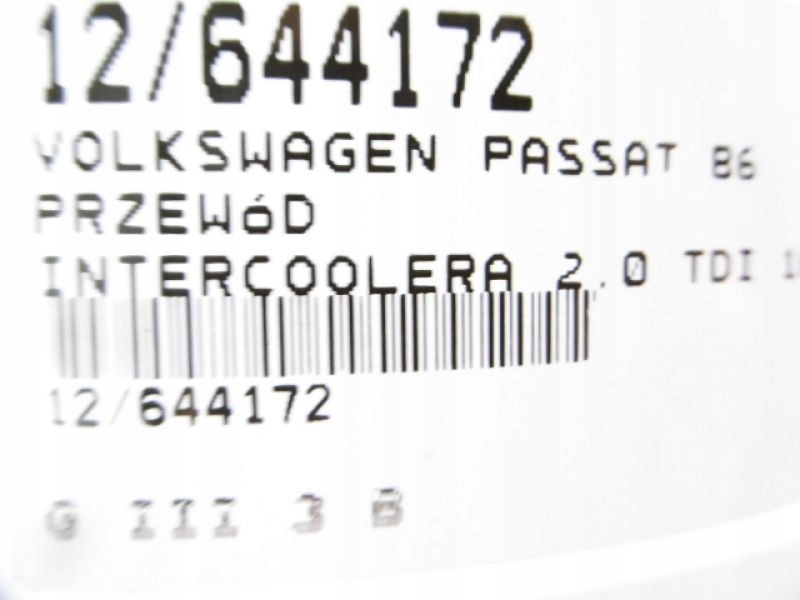 12/644172
VOLKSWAGEN PASSAT B6
PRZEWóD
INTERCOOLERA 2.0 TDI
12/644172
G III 3 B